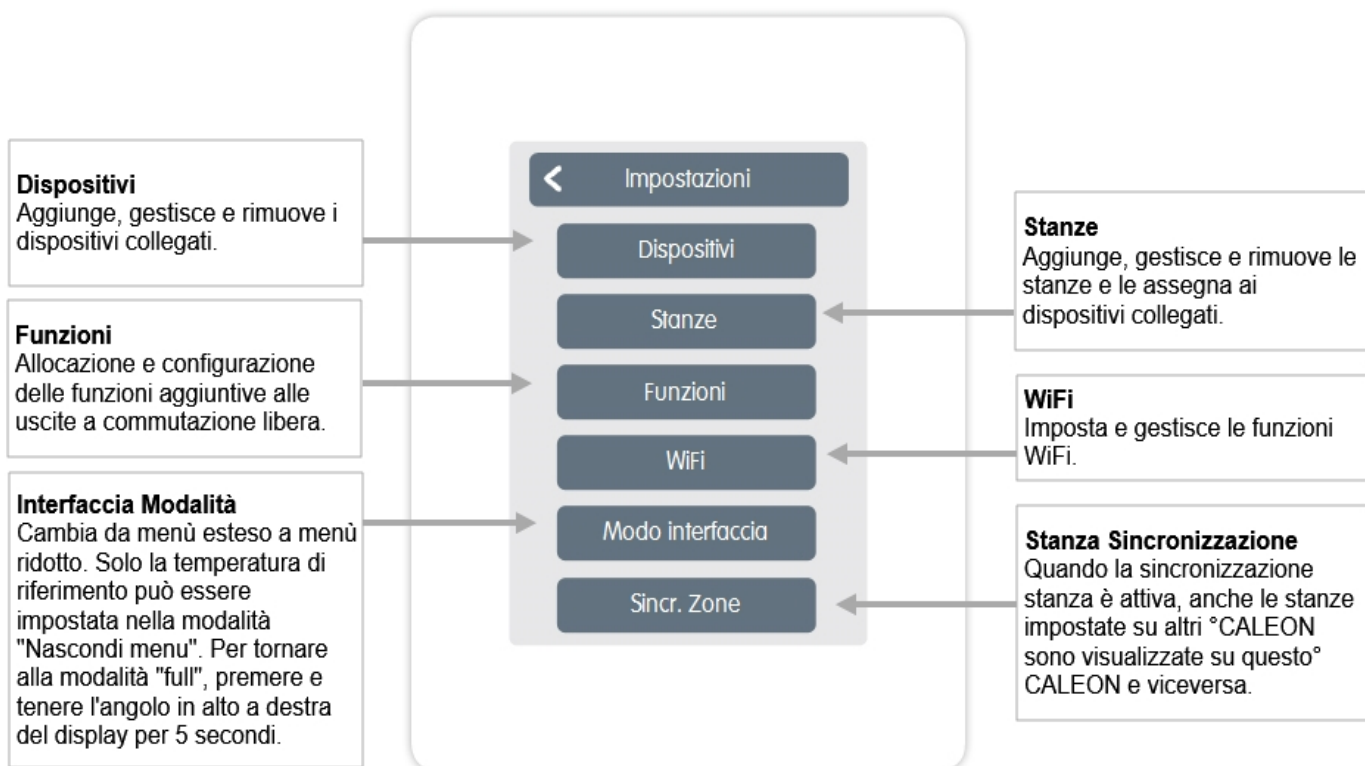 Dispositivi
Aggiunge, gestisce e rimuove i
dispositivi collegati.
Funzioni
Allocazione e configurazione
delle funzioni aggiuntive alle
uscite a commutazione libera.
Interfaccia Modalità
Cambia da menù esteso a menù
ridotto. Solo la temperatura di
riferimento può essere
impostata nella modalità
"Nascondi menu". Per tornare
alla modalità "full", premere e
tenere l'angolo in alto a destra
del display per 5 secondi.
Impostazioni
Dispositivi
Stanze
Funzioni
WiFi
Modo interfaccia
Sincr. Zone
Stanze
Aggiunge, gestisce e rimuove le
stanze e le assegna ai
dispositivi collegati.
WiFi
Imposta e gestisce le funzioni
WiFi.
Stanza Sincronizzazione
Quando la sincronizzazione
stanza è attiva, anche le stanze
impostate su altri °CALEON
sono visualizzate su questo°
CALEON e viceversa.